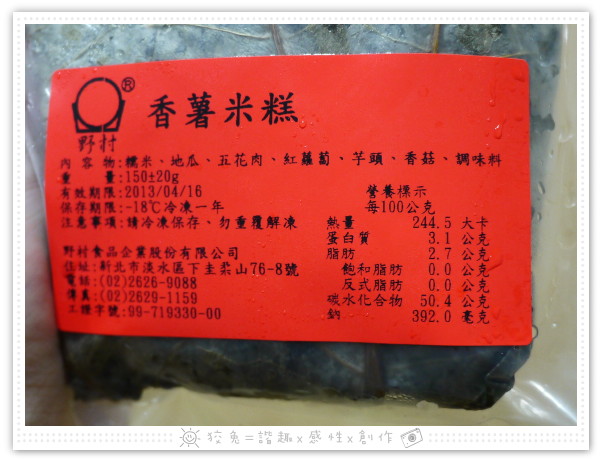 ®
野村
香薯米糕
內容物:糯米、地瓜、五花肉、紅蘿蔔、芋頭、香菇、調味料
重量:150±20g
有效期限:2013/04/16
保存期限:-18℃冷凍一年
注意事項:請冷凍保存、勿重覆解凍
野村食品企業股份有限公司
住址:新北市淡水區下圭柔山76-8號
電話:(02)2626-9088
傳真:(02)2629-1159
工證字號:99-719330-00
營養標示
每100公克
熱量 244.5 大卡
蛋白質 3.1 公克
脂肪 2.7 公克
飽和脂肪 0.0 公克
反式脂肪 0.0 公克
碳水化合物 50.4 公克
鈉 392.0 毫克
狡兔=諧趣x感性x創作